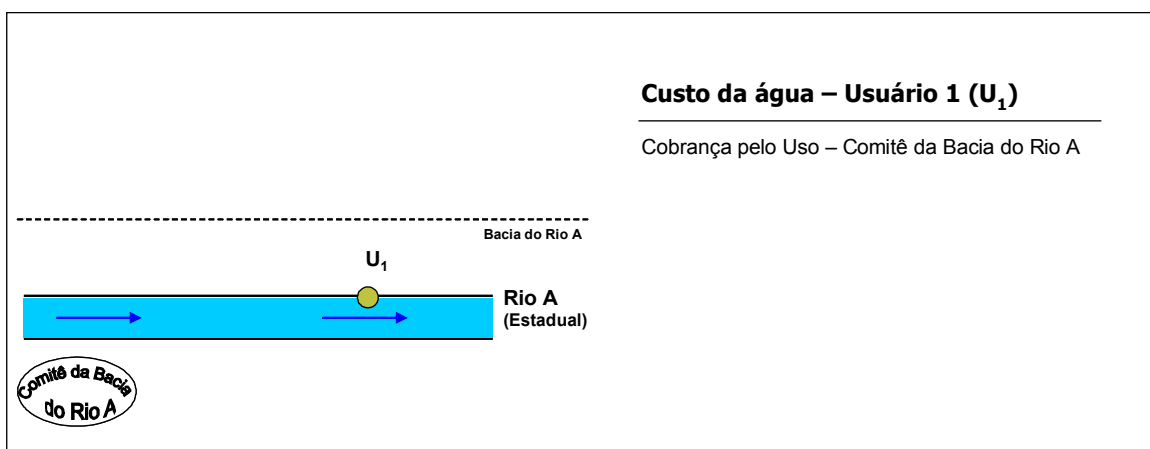 Custo da água – Usuário 1 (U₁)
Cobrança pelo Uso – Comitê da Bacia do Rio A
Bacia do Rio A
U₁
Rio A
(Estadual)
Comitê da Bacia
do Rio A